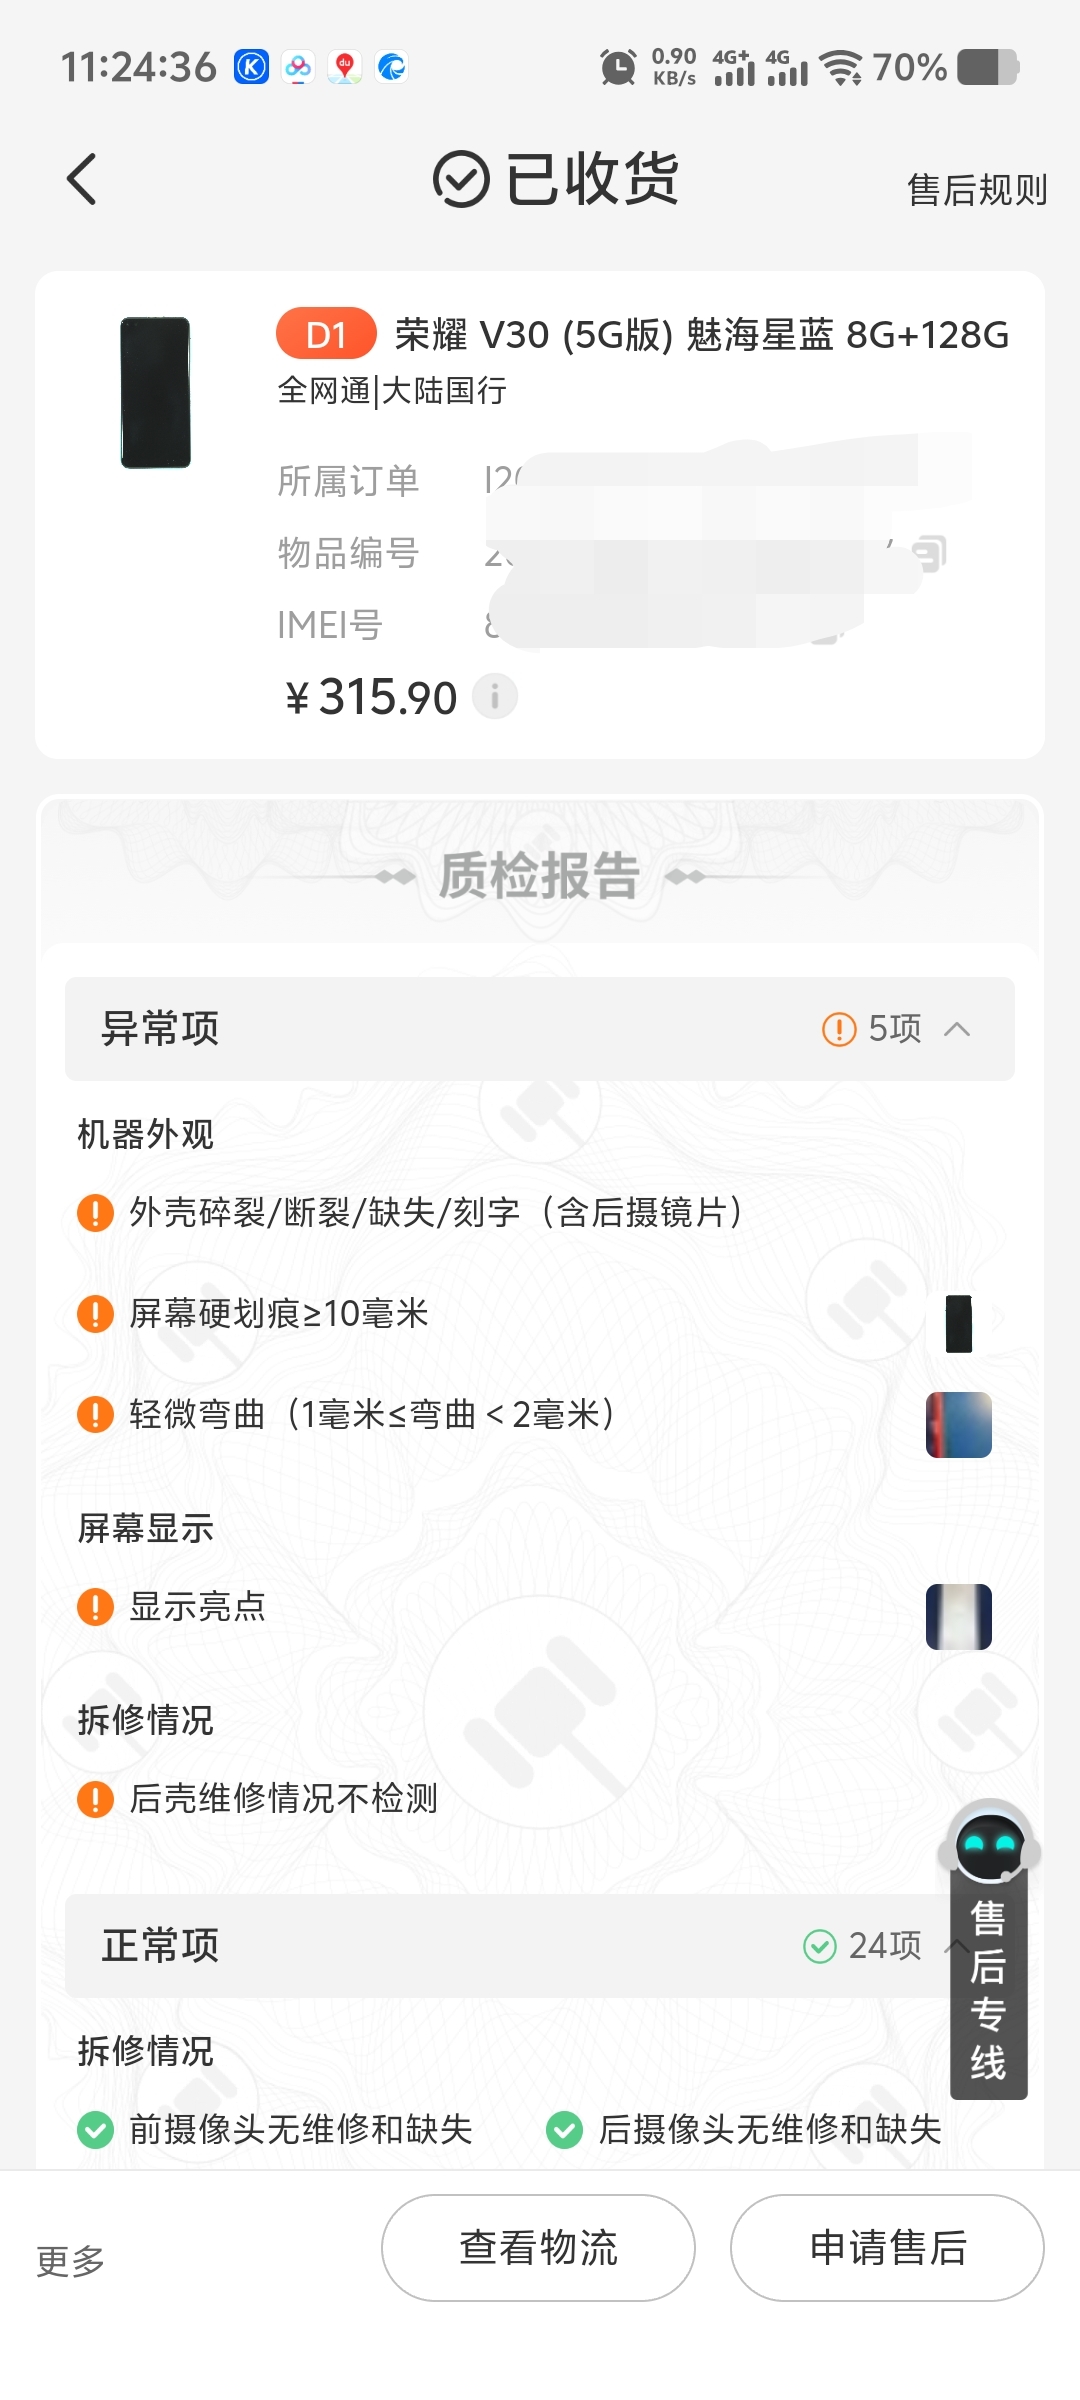 11:24:36
0.90 KB/s 4G+ 4G 70%
已收货
售后规则
D1 荣耀 V30 (5G版) 魅海星蓝 8G+128G
全网通|大陆国行
所属订单
物品编号
IMEI号
¥315.90
质检报告
异常项 5项
机器外观
外壳碎裂/断裂/缺失/刻字（含后摄镜片）
屏幕硬划痕≥10毫米
轻微弯曲（1毫米≤弯曲＜2毫米）
屏幕显示
显示亮点
拆修情况
后壳维修情况不检测
正常项 24项
售后专线
拆修情况
前摄像头无维修和缺失 后摄像头无维修和缺失
更多 查看物流 申请售后